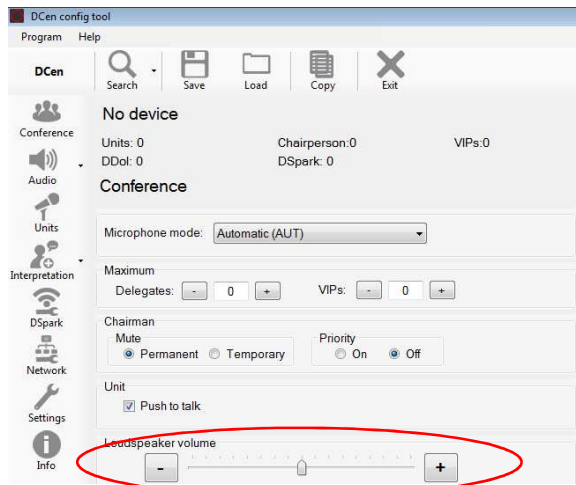 DCen config tool
Program Help
DCen
Search Save Load Copy Exit
Conference
Audio
Units
Interpretation
DSpark
Network
Settings
Info
No device
Units: 0 Chairperson:0 VIPs:0
DDol: 0 DSpark: 0
Conference
Microphone mode: Automatic (AUT)
Maximum
Delegates: - 0 + VIPs: - 0 +
Chairman
Mute Priority
Permanent Temporary On Off
Unit
Push to talk
Loudspeaker volume
- +